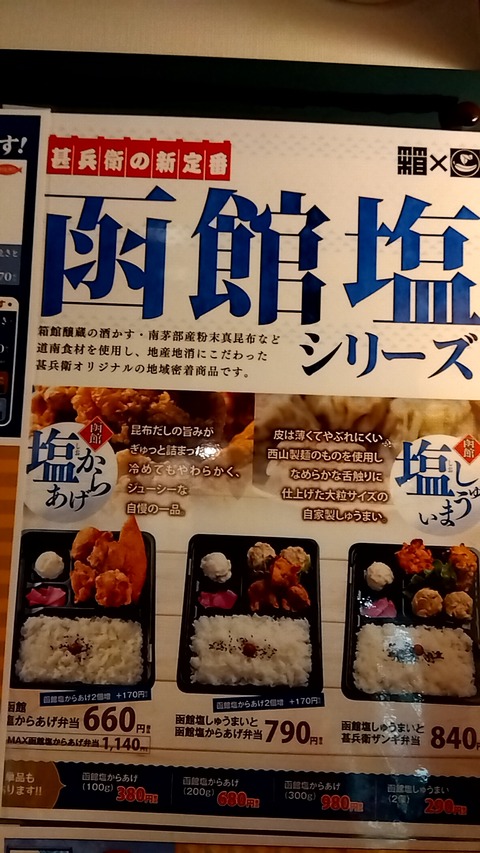 す!
甚兵衛の新定番
函館塩
シリーズ
箱館醸蔵の酒かす・南茅部産粉末真昆布など
道南食材を使用し、地産地消にこだわった
甚兵衛オリジナルの地域密着商品です。
函館
塩からあげ
昆布だしの旨みが
ぎゅっと詰まった
冷めてもやわらかく、
ジューシーな
自慢の一品。
皮は薄くてやぶれにくい
西山製麺のものを使用し
なめらかな舌触りに
仕上げた大粒サイズの
自家製しゅうまい。
函館
塩しゅうまい
函館塩からあげ2個増 +170円
函館
塩からあげ弁当 660円
MAX函館塩からあげ弁当 1,140円
函館塩からあげ2個増 +170円
函館塩しゅうまいと
函館塩からあげ弁当 790円
函館塩しゅうまいと
甚兵衛ザンギ弁当 840円
単品も
あります!!
函館塩からあげ
(100g) 380円
函館塩からあげ
(200g) 680円
函館塩からあげ
(300g) 980円
函館塩しゅうまい
(2個) 290円